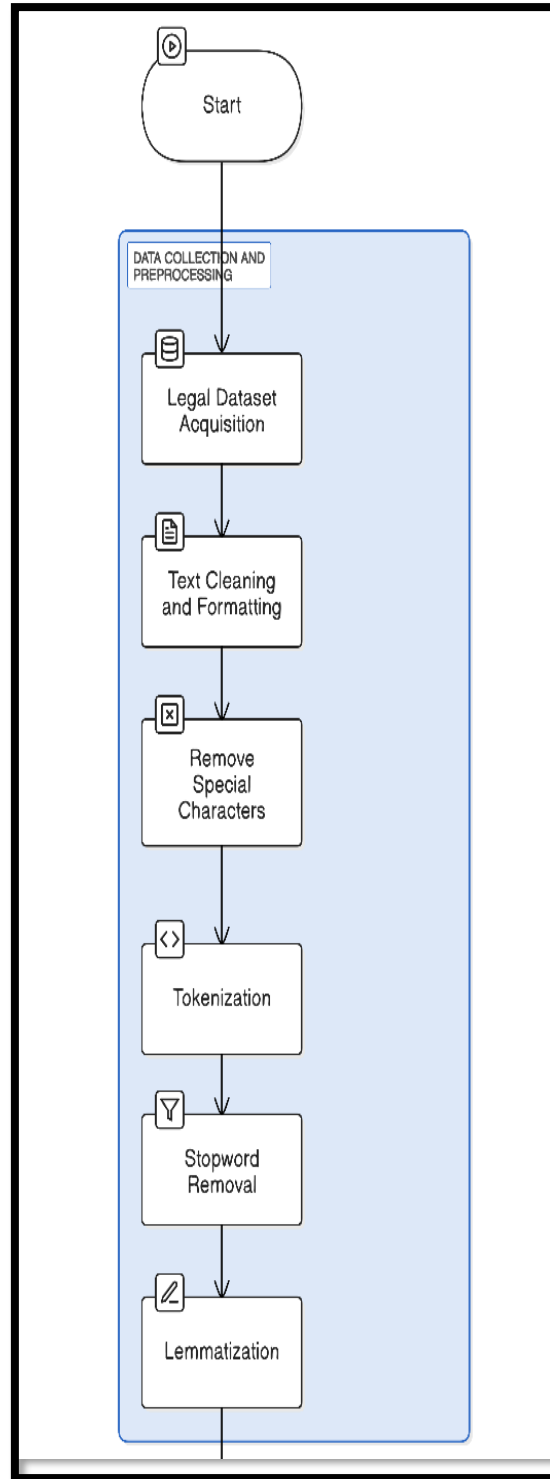 Start
DATA COLLECTION AND
PREPROCESSING
Legal Dataset
Acquisition
Text Cleaning
and Formatting
Remove
Special
Characters
Tokenization
Stopword
Removal
Lemmatization